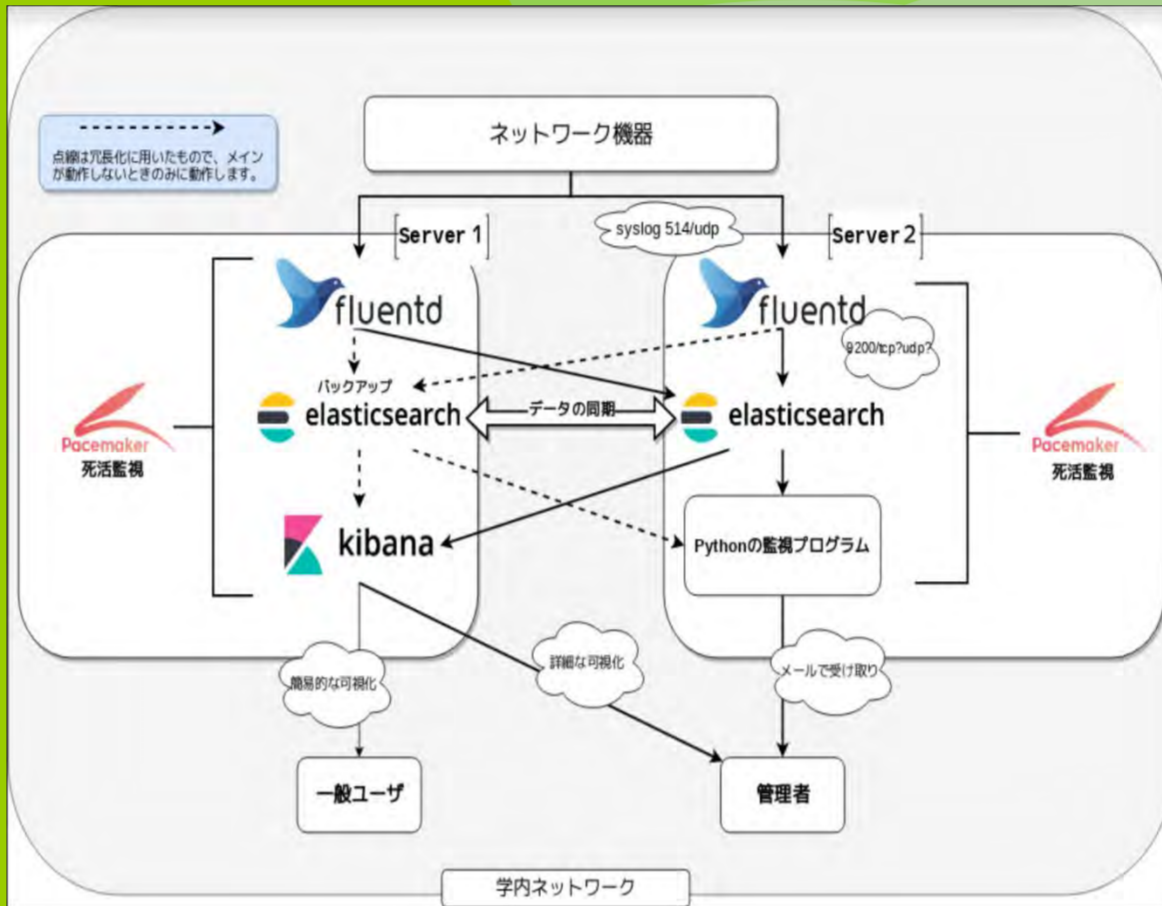 ネットワーク機器
点線は冗長化に用いたもので、メイン
が動作しないときのみに動作します。
[Server 1]
syslog 514/udp
[Server 2]
fluentd
fluentd
9200/tcp?udp?
バックアップ
elasticsearch
データの同期
elasticsearch
Pacemaker
死活監視
Pacemaker
死活監視
kibana
Pythonの監視プログラム
簡易的な可視化
詳細な可視化
メールで受け取り
一般ユーザ
管理者
学内ネットワーク